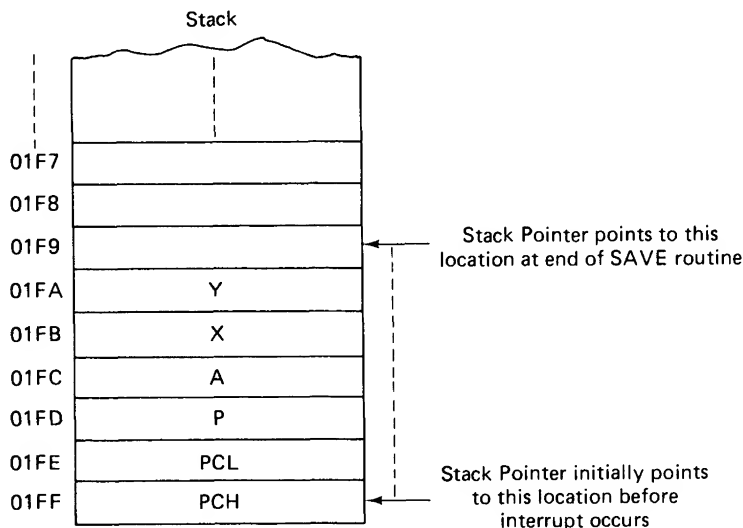 Stack
01F7
01F8
01F9
Stack Pointer points to this
location at end of SAVE routine
01FA
Y
01FB
X
01FC
A
01FD
P
01FE
PCL
01FF
PCH
Stack Pointer initially points
to this location before
interrupt occurs